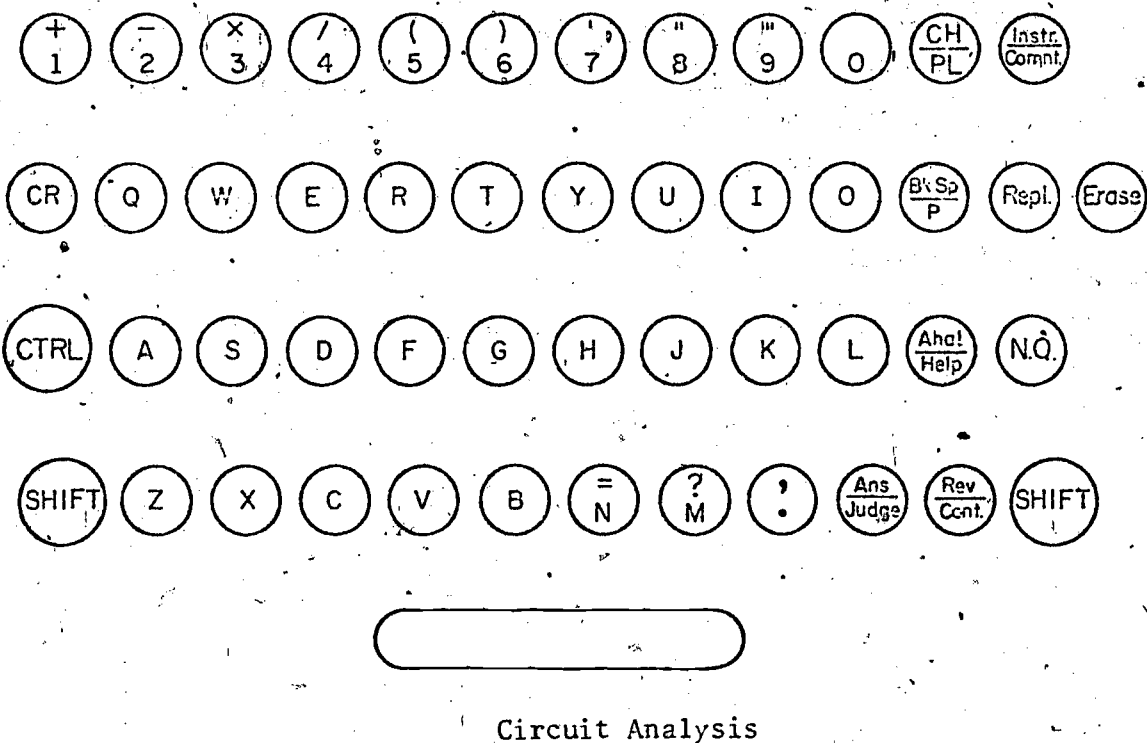 + − × / ( ) ' " ''' CH Instr.
1 2 3 4 5 6 7 8 9 0 PL Comnt.
CR Q W E R T Y U I O Bk Sp P Repl. Erase
CTRL A S D F G H J K L Aha! Help N.Q.
SHIFT Z X C V B = N ? M , . Ans Judge Rev Cont. SHIFT
Circuit Analysis